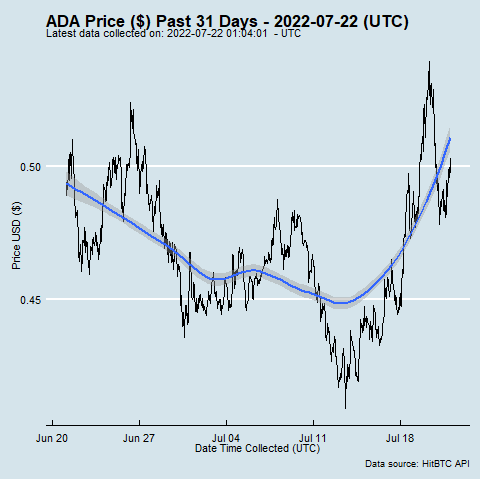 ADA Price ($) Past 31 Days - 2022-07-22 (UTC)
Latest data collected on: 2022-07-22 01:04:01 - UTC
0.50
Price USD ($)
0.45
Jun 20 Jun 27 Jul 04 Jul 11 Jul 18
Date Time Collected (UTC)
Data source: HitBTC API